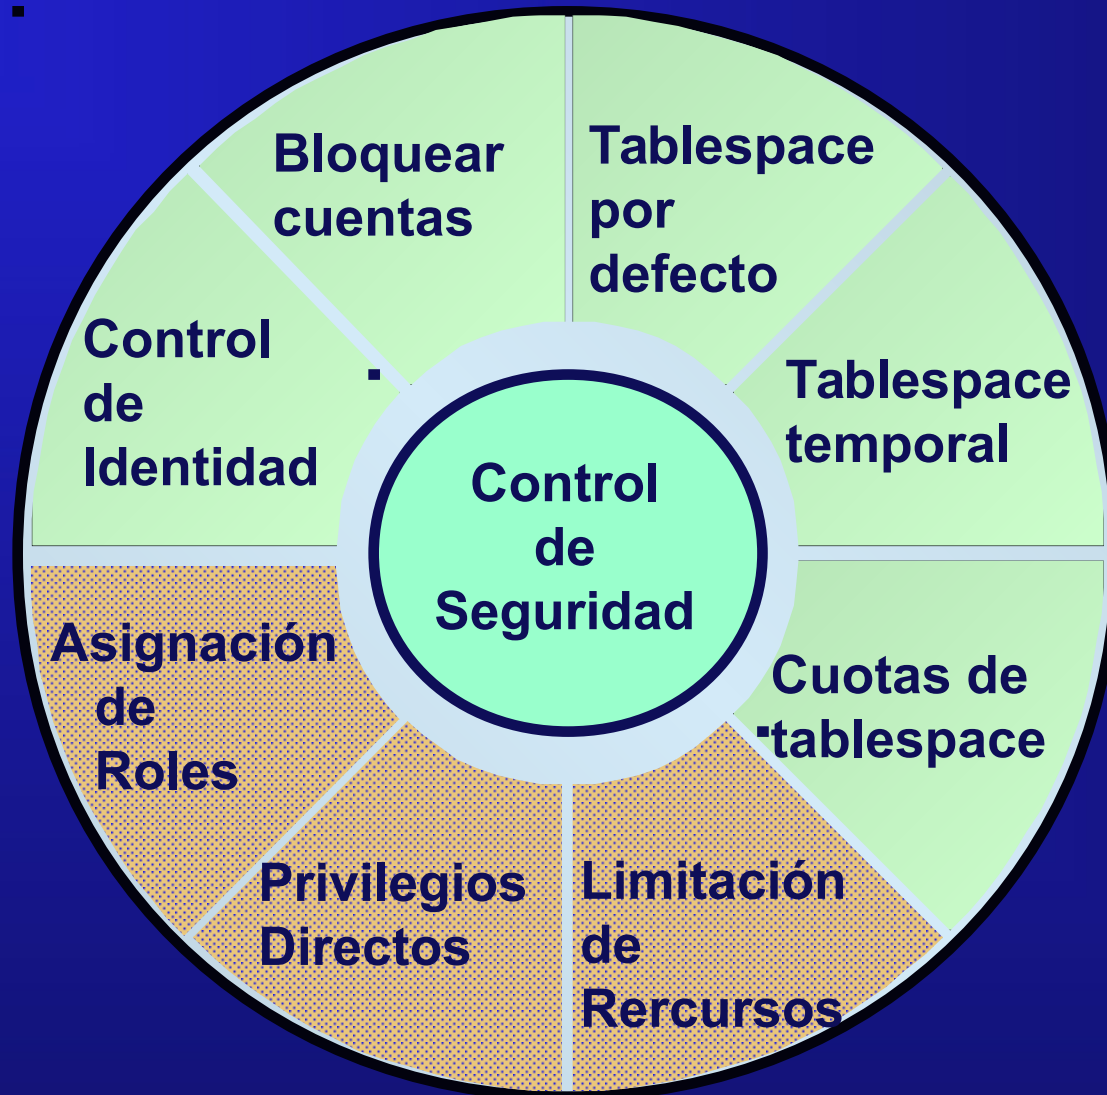 Bloquear
cuentas
Tablespace
por
defecto
Control
de
Identidad
Tablespace
temporal
Control
de
Seguridad
Asignación
de
Roles
Cuotas de
tablespace
Privilegios
Directos
Limitación
de
Rercursos